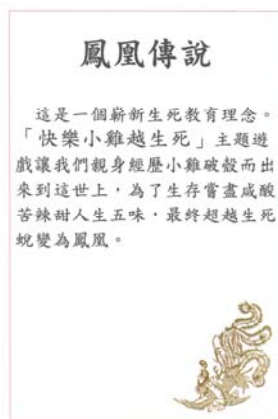 鳳凰傳說
這是一個嶄新生死教育理念。
「快樂小雞越生死」主題遊
戲讓我們親身經歷小雞破殼而出
來到這世上，為了生存嘗盡咸酸
苦辣甜人生五味，最終超越生死
蛻變為鳳凰。